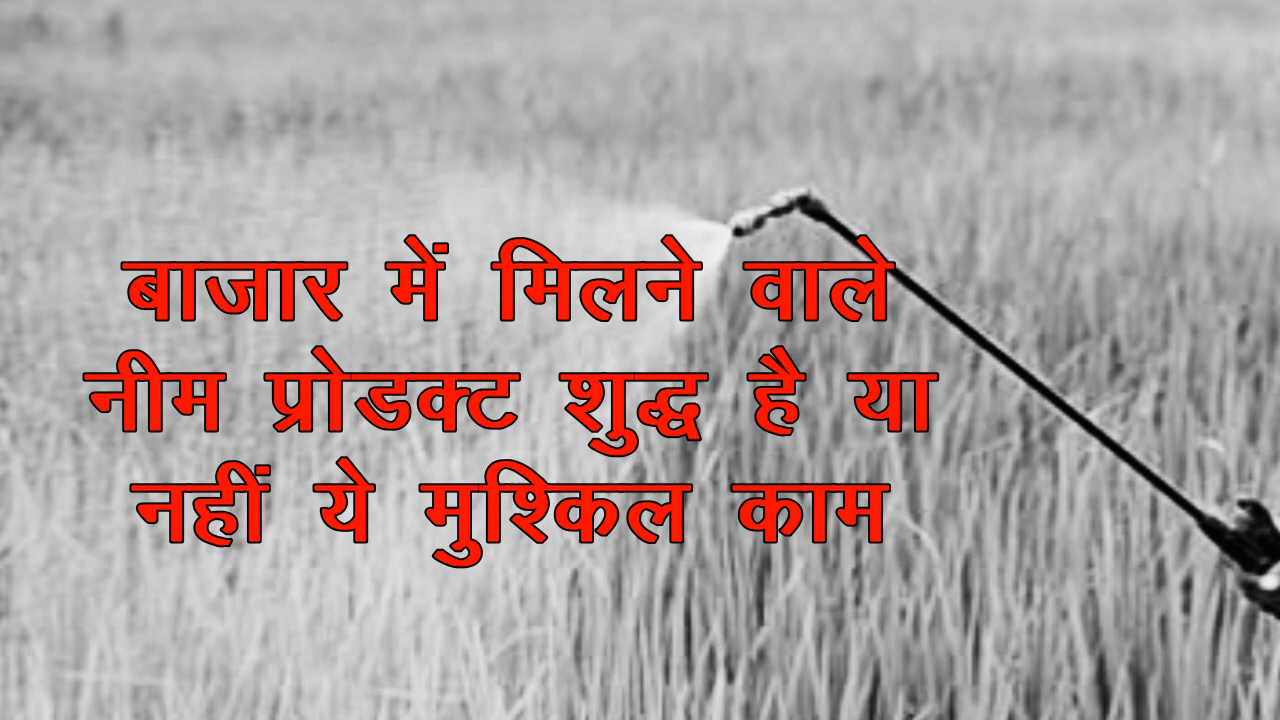 बाजार में मिलने वाले
नीम प्रोडक्ट शुद्ध है या
नहीं ये मुश्किल काम